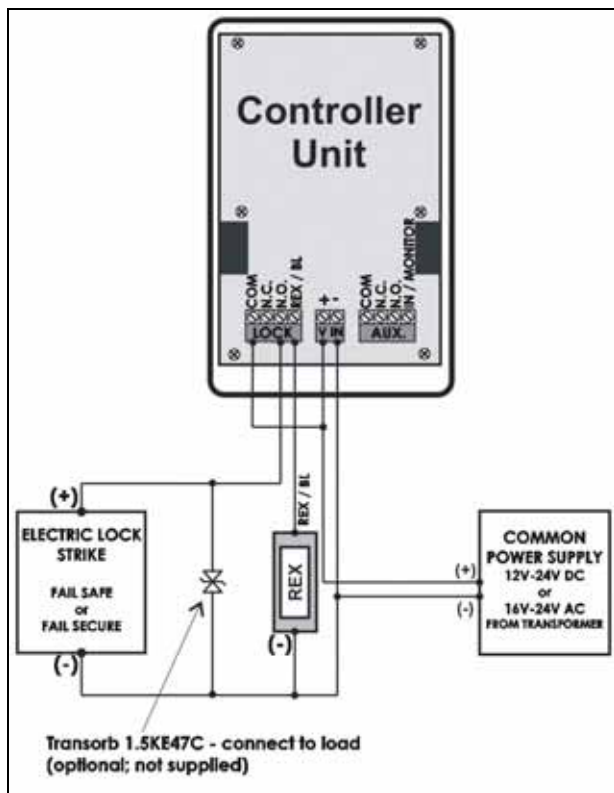 Controller
Unit
COM
N.C.
N.O.
REX / BL
LOCK
+ -
V IN
COM
N.C.
N.O.
IN / MONITOR
AUX.
(+)
ELECTRIC LOCK
STRIKE
FAIL SAFE
or
FAIL SECURE
(-)
REX / BL
REX
(-)
(+)
(-)
COMMON
POWER SUPPLY
12V-24V DC
or
16V-24V AC
FROM TRANSFORMER
Transorb 1.5KE47C - connect to load
(optional; not supplied)